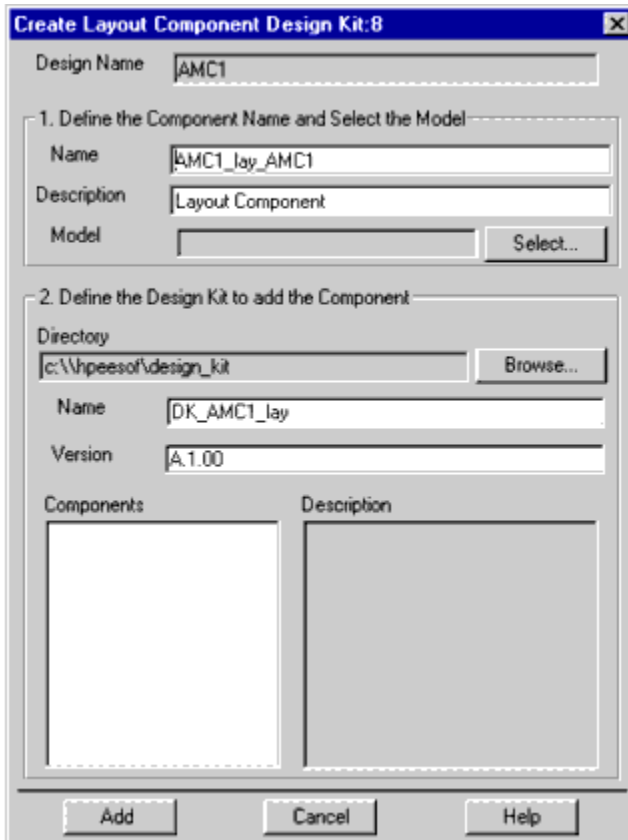 Create Layout Component Design Kit:8
Design Name AMC1
1. Define the Component Name and Select the Model
Name AMC1_lay_AMC1
Description Layout Component
Model Select...
2. Define the Design Kit to add the Component
Directory
c:\\hpeesof\design_kit Browse...
Name DK_AMC1_lay
Version A.1.00
Components Description
Add Cancel Help